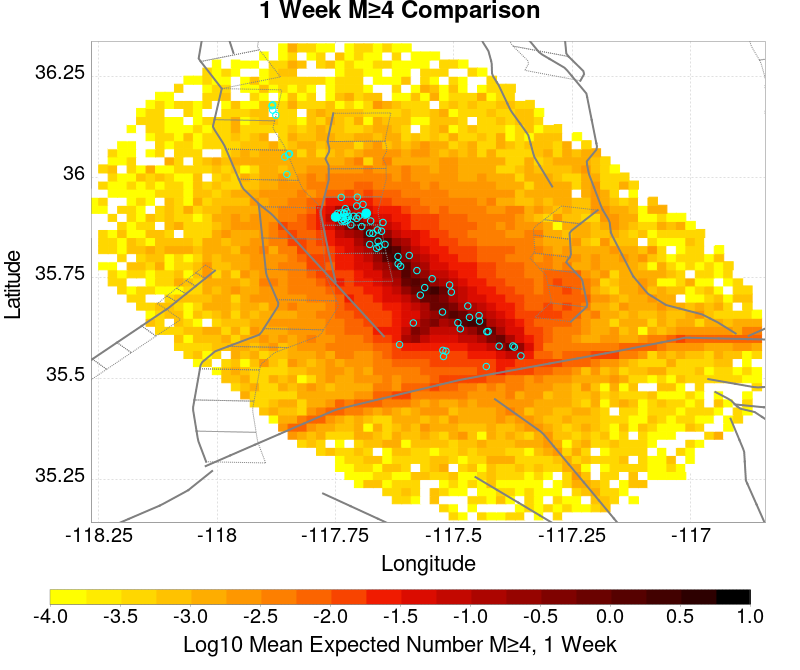 1 Week M≥4 Comparison
36.25
36
35.75
35.5
35.25
Latitude
-118.25 -118 -117.75 -117.5 -117.25 -117
Longitude
-4.0 -3.5 -3.0 -2.5 -2.0 -1.5 -1.0 -0.5 0.0 0.5 1.0
Log10 Mean Expected Number M≥4, 1 Week